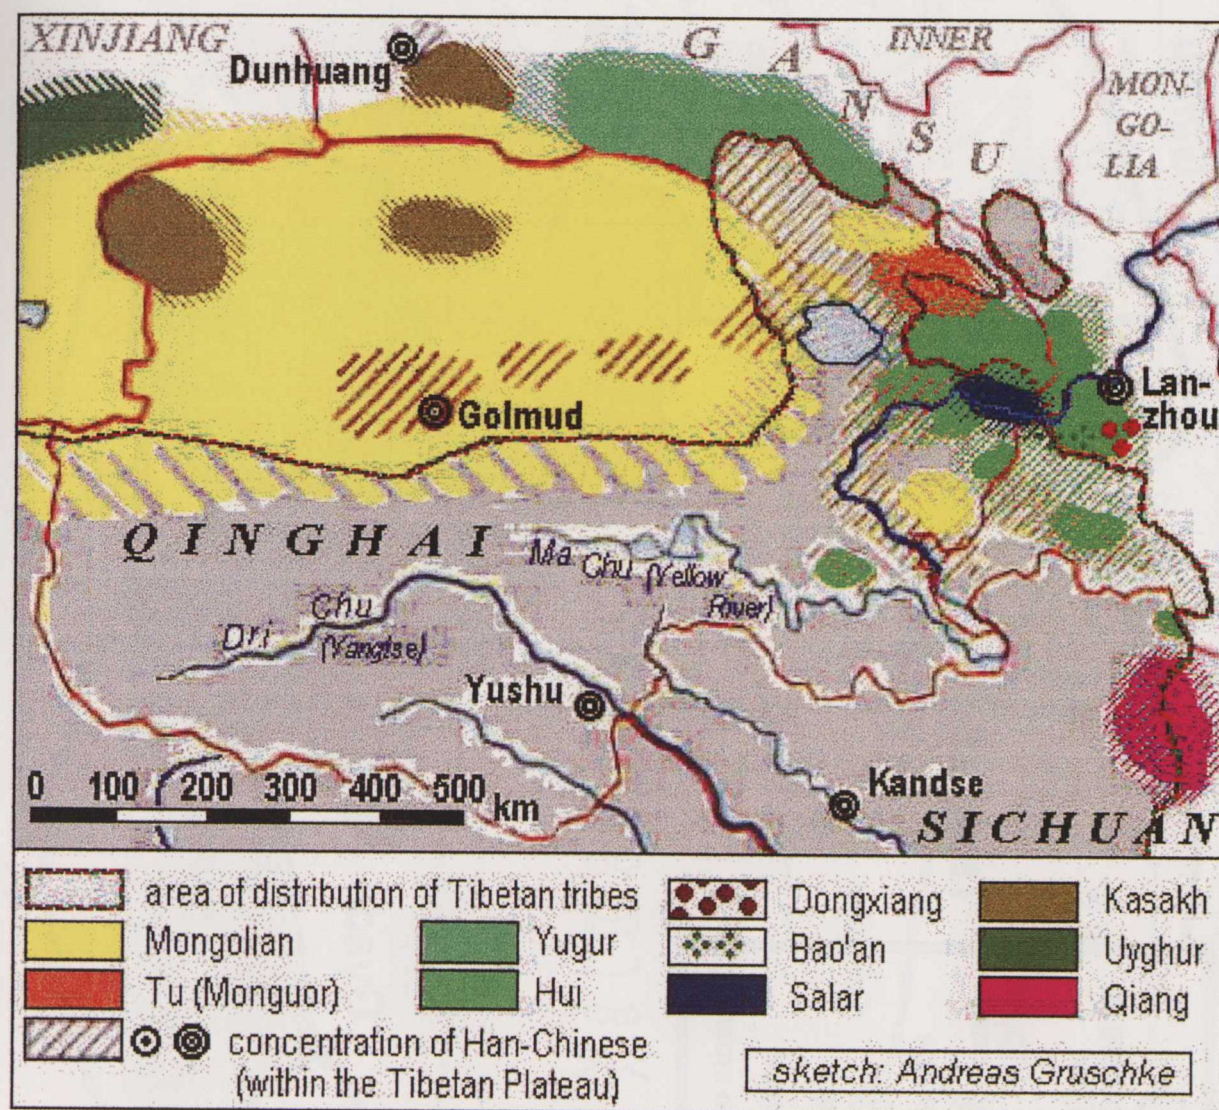 XINJIANG
Dunhuang
G A N S U
INNER
MON-
GO-
LIA
Golmud
Lan-
zhou
QINGHAI
Ma Chu (Yellow
River)
Dri Chu
(Yangtse)
Yushu
Kandse
SICHUAN
0 100 200 300 400 500 km
area of distribution of Tibetan tribes
Mongolian
Tu (Monguor)
Yugur
Hui
Dongxiang
Bao'an
Salar
Kasakh
Uyghur
Qiang
concentration of Han-Chinese
(within the Tibetan Plateau)
sketch: Andreas Gruschke